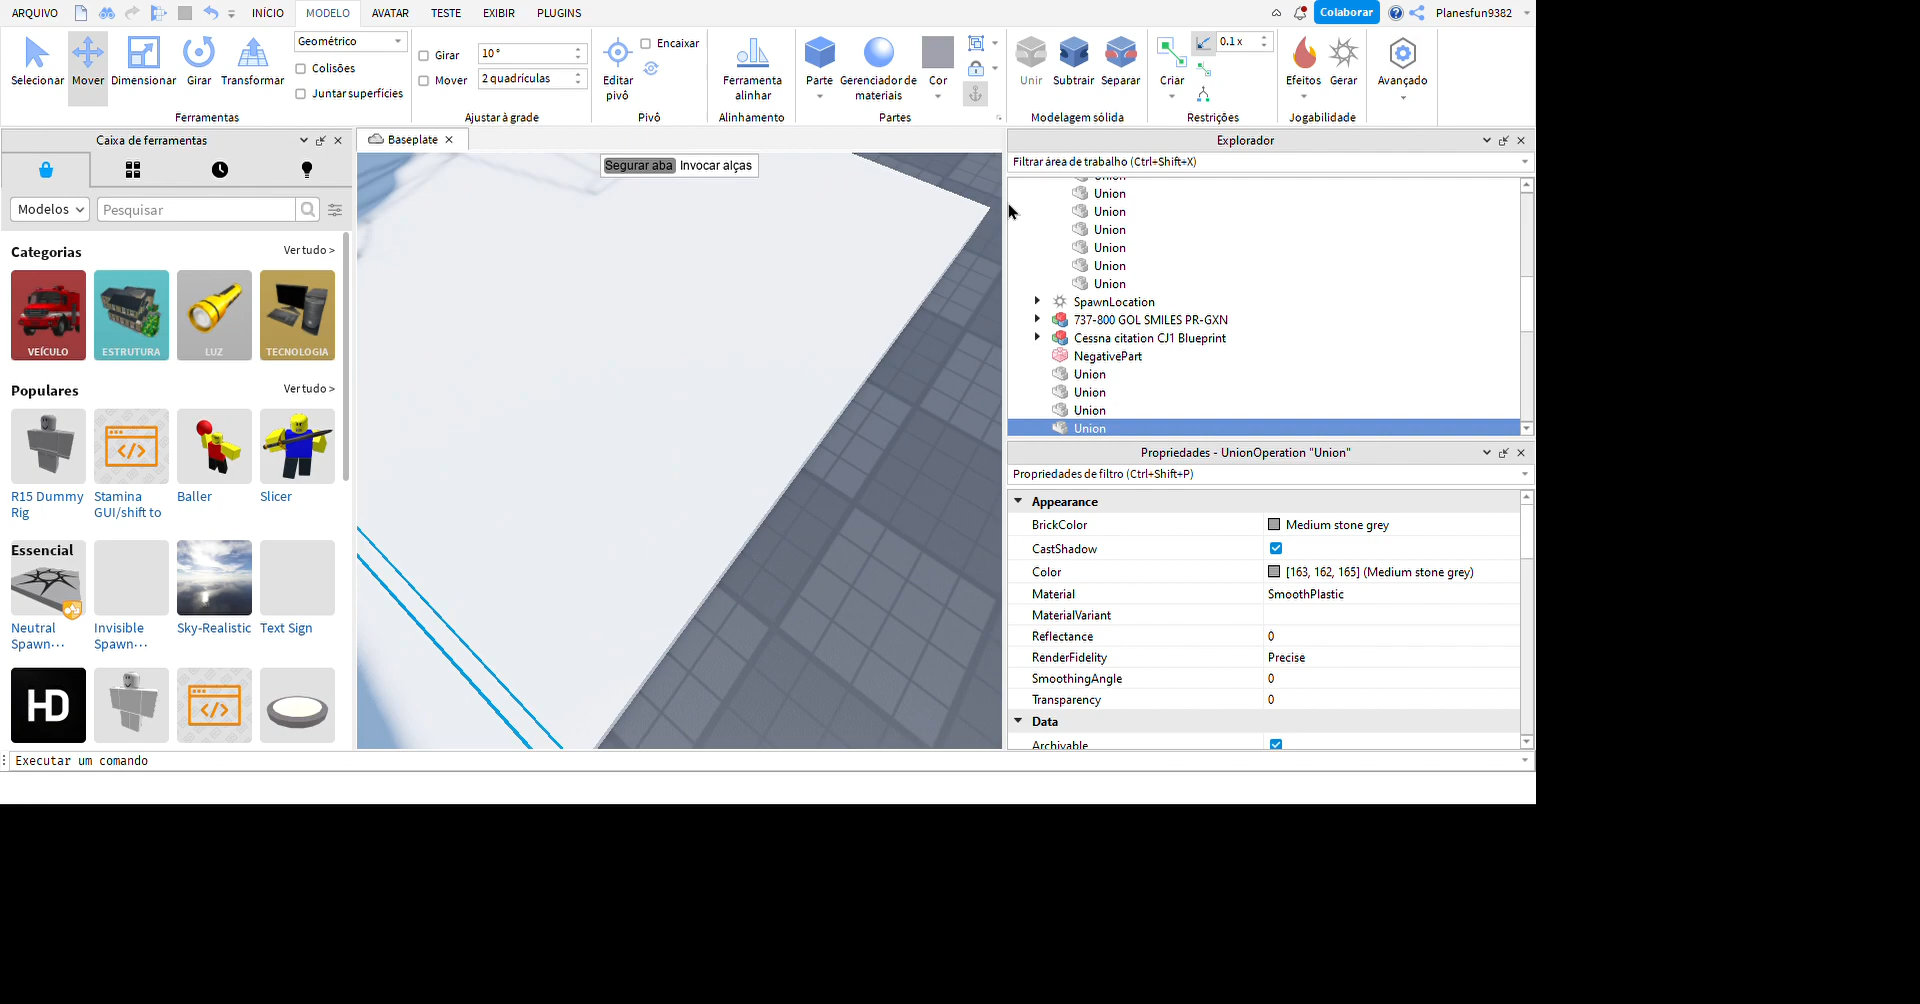 ARQUIVO
INÍCIO
MODELO
AVATAR
TESTE
EXIBIR
PLUGINS
Colaborar
Planesfun9382
Selecionar
Mover
Dimensionar
Girar
Transformar
Geométrico
Colisões
Juntar superfícies
Ferramentas
Girar
10 °
Mover
2 quadrículas
Ajustar à grade
Editar
pivô
Encaixar
Pivô
Ferramenta
alinhar
Alinhamento
Parte
Gerenciador de
materiais
Cor
Partes
Unir
Subtrair
Separar
Modelagem sólida
Criar
0.1 x
Restrições
Efeitos
Gerar
Jogabilidade
Avançado
Caixa de ferramentas
Modelos
Pesquisar
Categorias
Ver tudo >
VEÍCULO
ESTRUTURA
LUZ
TECNOLOGIA
Populares
Ver tudo >
R15 Dummy
Rig
Stamina
GUI/shift to
Baller
Slicer
Essencial
Neutral
Spawn···
Invisible
Spawn···
Sky-Realistic
Text Sign
HD
Baseplate
Segurar aba
Invocar alças
Explorador
Filtrar área de trabalho (Ctrl+Shift+X)
Union
Union
Union
Union
Union
Union
Union
SpawnLocation
737-800 GOL SMILES PR-GXN
Cessna citation CJ1 Blueprint
NegativePart
Union
Union
Union
Union
Propriedades - UnionOperation "Union"
Propriedades de filtro (Ctrl+Shift+P)
Appearance
BrickColor
Medium stone grey
CastShadow
Color
[163, 162, 165] (Medium stone grey)
Material
SmoothPlastic
MaterialVariant
Reflectance
0
RenderFidelity
Precise
SmoothingAngle
0
Transparency
0
Data
Archivable
Executar um comando